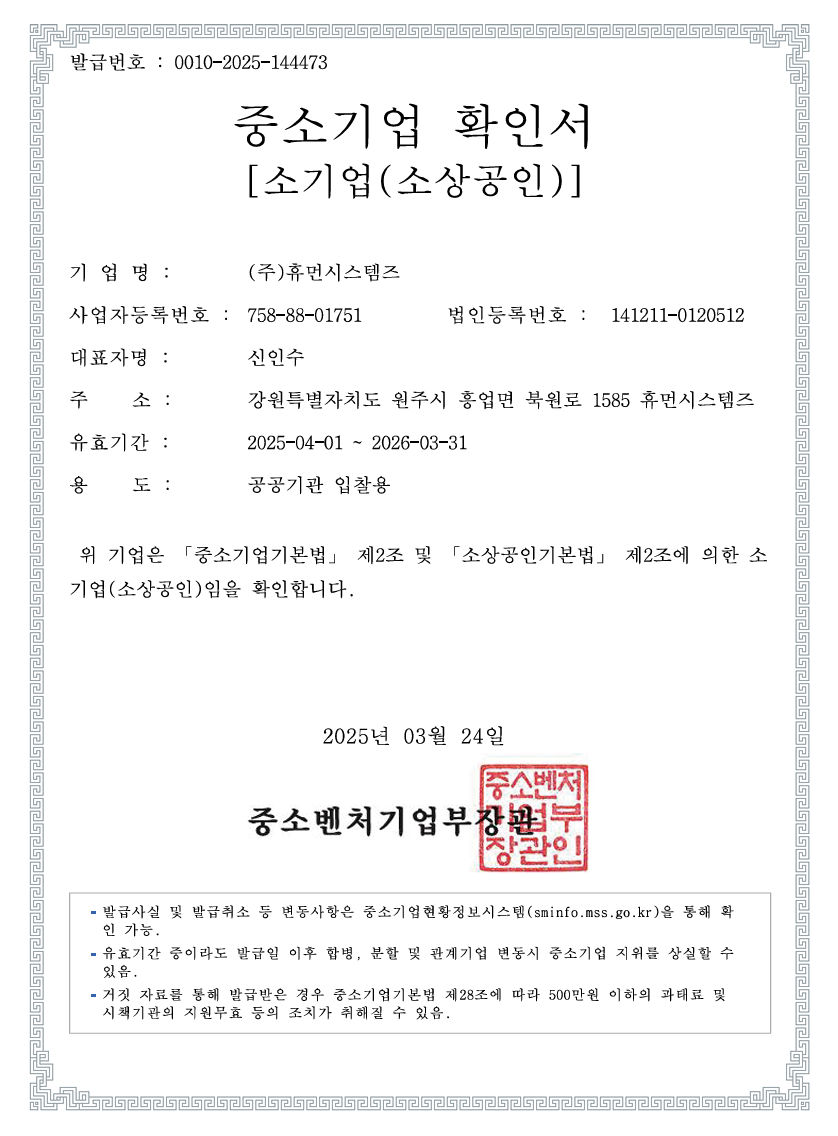 발급번호 : 0010-2025-144473
중소기업 확인서
[소기업(소상공인)]
기 업 명 : (주)휴먼시스템즈
사업자등록번호 : 758-88-01751 법인등록번호 : 141211-0120512
대표자명 : 신인수
주 소 : 강원특별자치도 원주시 흥업면 북원로 1585 휴먼시스템즈
유효기간 : 2025-04-01 ~ 2026-03-31
용 도 : 공공기관 입찰용
위 기업은 「중소기업기본법」 제2조 및 「소상공인기본법」 제2조에 의한 소
기업(소상공인)임을 확인합니다.
2025년 03월 24일
중소벤처기업부장관
중소벤처
기업부
장관인
- 발급사실 및 발급취소 등 변동사항은 중소기업현황정보시스템(sminfo.mss.go.kr)을 통해 확
인 가능.
- 유효기간 중이라도 발급일 이후 합병, 분할 및 관계기업 변동시 중소기업 지위를 상실할 수
있음.
- 거짓 자료를 통해 발급받은 경우 중소기업기본법 제28조에 따라 500만원 이하의 과태료 및
시책기관의 지원무효 등의 조치가 취해질 수 있음.